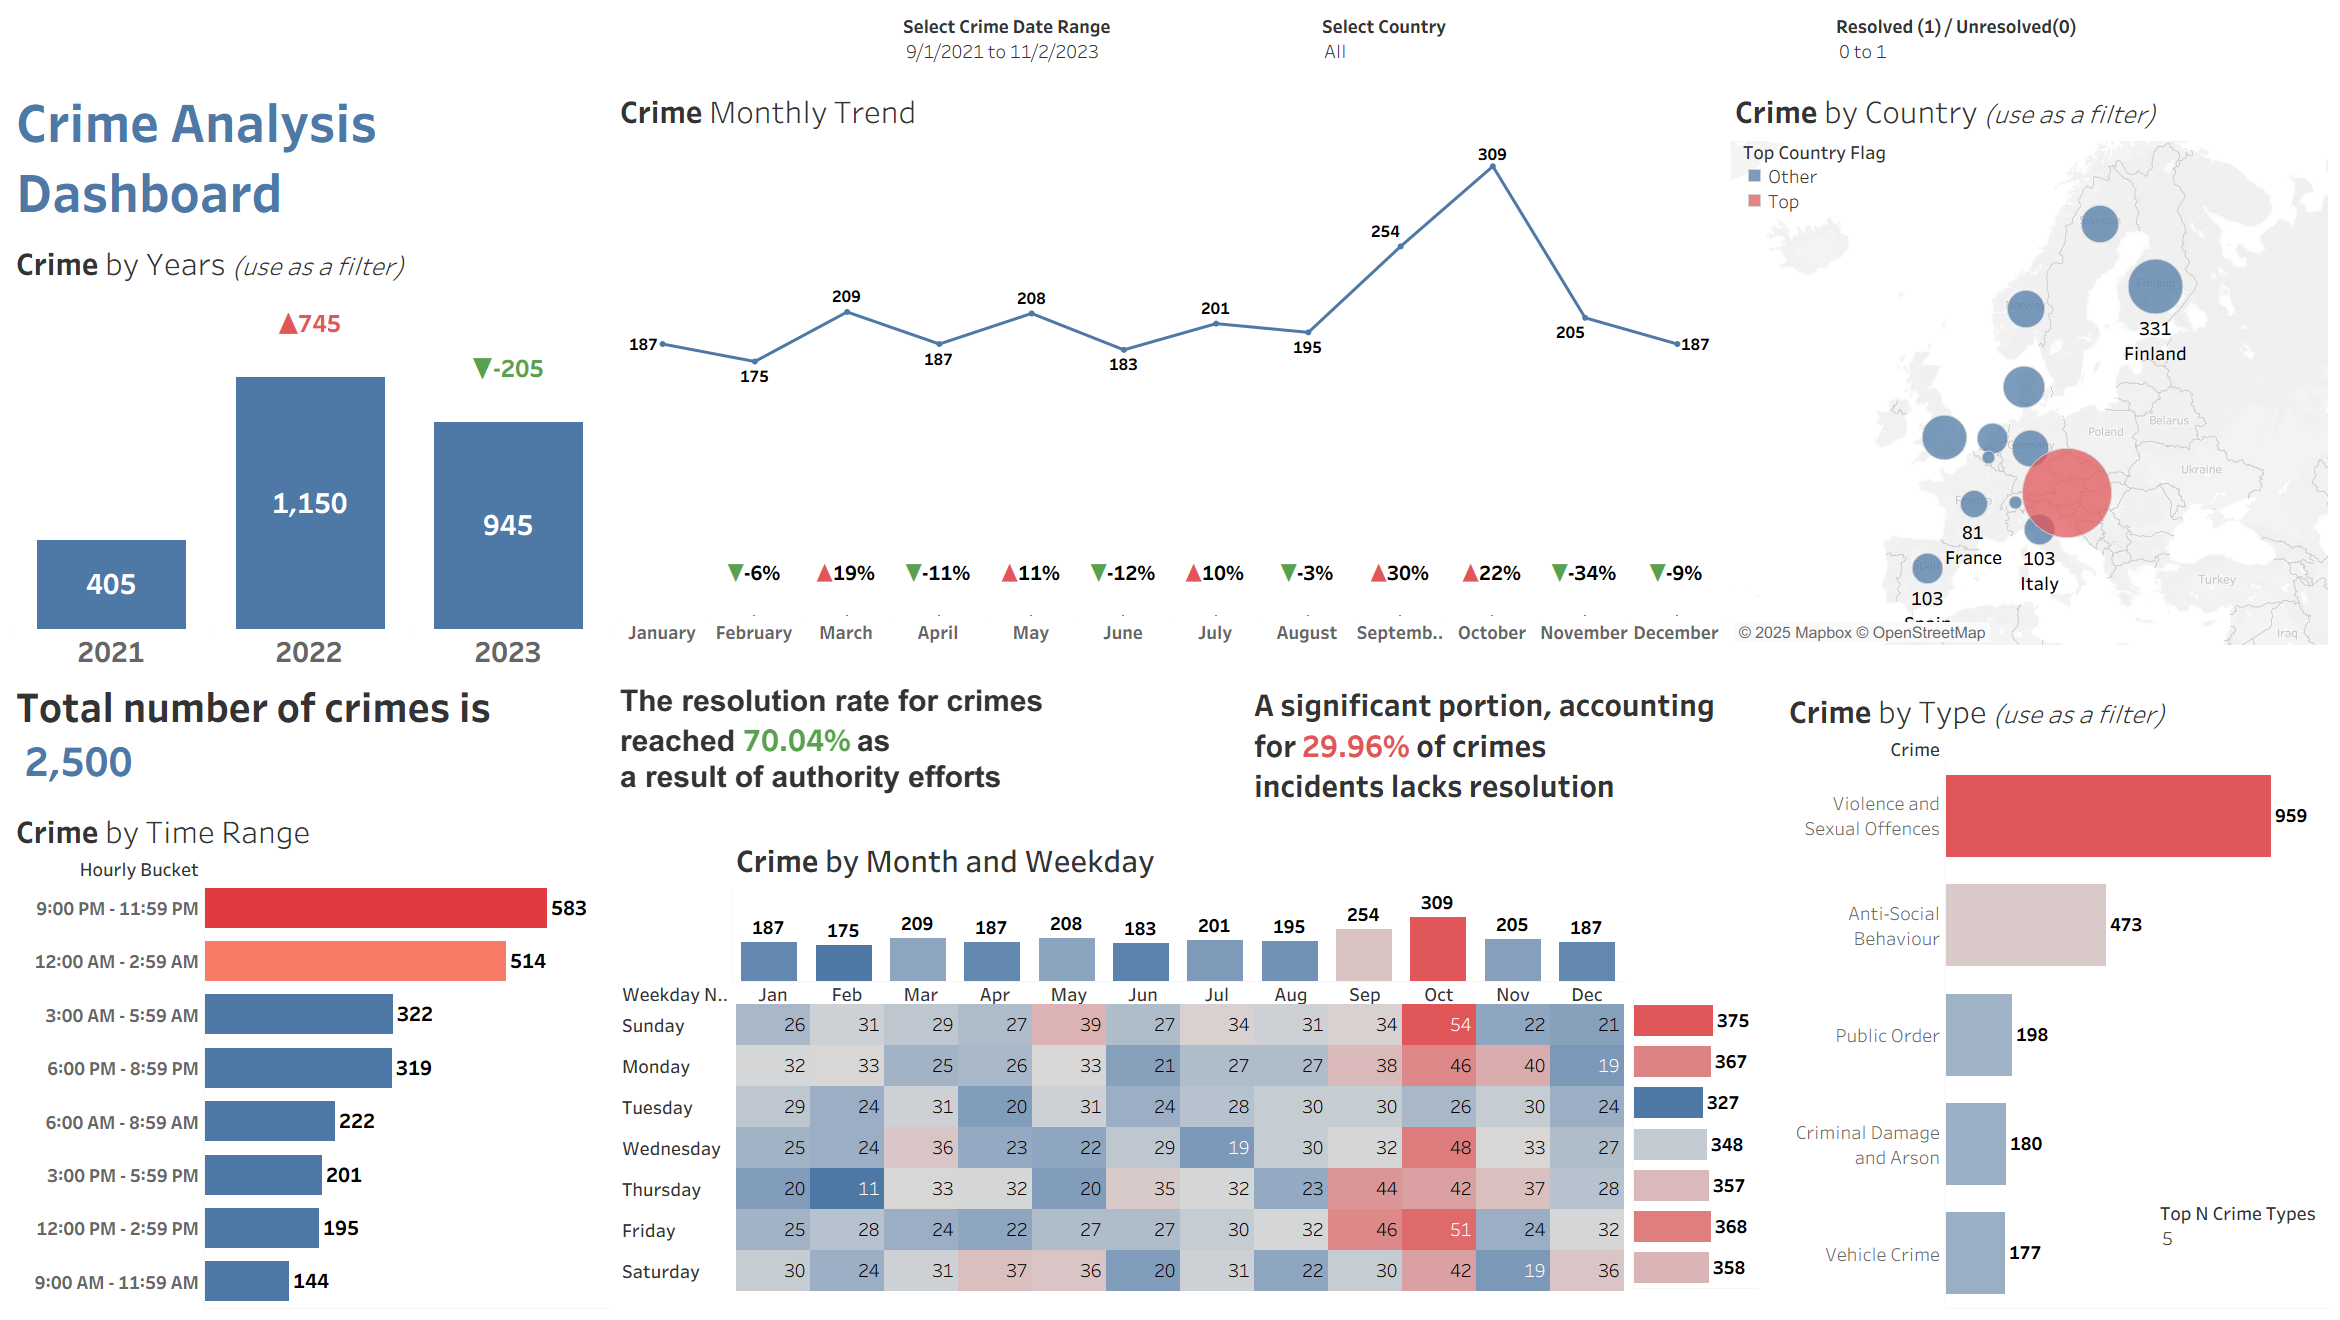 Select Crime Date Range
9/1/2021 to 11/2/2023
Select Country
All
Resolved (1) / Unresolved(0)
0 to 1
Crime Analysis
Dashboard
Crime by Years (use as a filter)
▲745
▼-205
405
1,150
945
2021
2022
2023
Crime Monthly Trend
187
175
209
187
208
183
201
195
254
309
205
187
▼-6%
▲19%
▼-11%
▲11%
▼-12%
▲10%
▼-3%
▲30%
▲22%
▼-34%
▼-9%
January
February
March
April
May
June
July
August
Septemb..
October
November
December
Crime by Country (use as a filter)
Top Country Flag
Other
Top
Sweden
Finland
Norway
331
Finland
Belarus
Poland
Germany
Ukraine
France
81
France
103
Italy
Spain
103
Spain
Turkey
Iraq
© 2025 Mapbox © OpenStreetMap
Total number of crimes is
2,500
The resolution rate for crimes
reached 70.04% as
a result of authority efforts
A significant portion, accounting
for 29.96% of crimes
incidents lacks resolution
Crime by Time Range
Hourly Bucket
9:00 PM - 11:59 PM 583
12:00 AM - 2:59 AM 514
3:00 AM - 5:59 AM 322
6:00 PM - 8:59 PM 319
6:00 AM - 8:59 AM 222
3:00 PM - 5:59 PM 201
12:00 PM - 2:59 PM 195
9:00 AM - 11:59 AM 144
Crime by Month and Weekday
187 175 209 187 208 183 201 195 254 309 205 187
Weekday N.. Jan Feb Mar Apr May Jun Jul Aug Sep Oct Nov Dec
Sunday 26 31 29 27 39 27 34 31 34 54 22 21 375
Monday 32 33 25 26 33 21 27 27 38 46 40 19 367
Tuesday 29 24 31 20 31 24 28 30 30 26 30 24 327
Wednesday 25 24 36 23 22 29 19 30 32 48 33 27 348
Thursday 20 11 33 32 20 35 32 23 44 42 37 28 357
Friday 25 28 24 22 27 27 30 32 46 51 24 32 368
Saturday 30 24 31 37 36 20 31 22 30 42 19 36 358
Crime by Type (use as a filter)
Crime
Violence and
Sexual Offences
959
Anti-Social
Behaviour
473
Public Order
198
Criminal Damage
and Arson
180
Vehicle Crime
177
Top N Crime Types
5